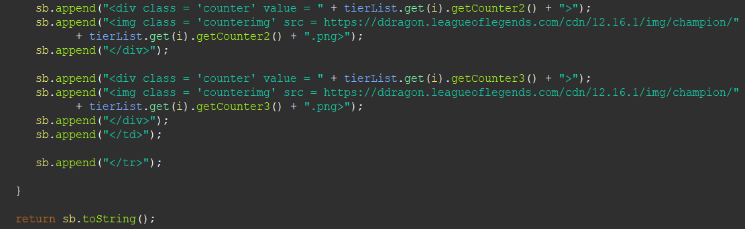 sb.append("<div class = 'counter' value = " + tierList.get(i).getCounter2() + ">");
sb.append("<img class = 'counterimg' src = https://ddragon.leagueoflegends.com/cdn/12.16.1/img/champion/"
+ tierList.get(i).getCounter2() + ".png>");
sb.append("</div>");
sb.append("<div class = 'counter' value = " + tierList.get(i).getCounter3() + ">");
sb.append("<img class = 'counterimg' src = https://ddragon.leagueoflegends.com/cdn/12.16.1/img/champion/"
+ tierList.get(i).getCounter3() + ".png>");
sb.append("</div>");
sb.append("</td>");
sb.append("</tr>");
}
return sb.toString();